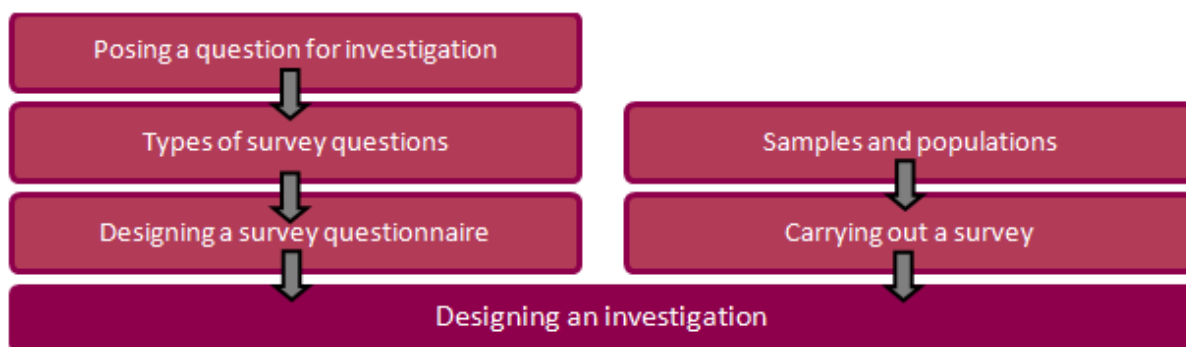 Posing a question for investigation
Types of survey questions
Samples and populations
Designing a survey questionnaire
Carrying out a survey
Designing an investigation